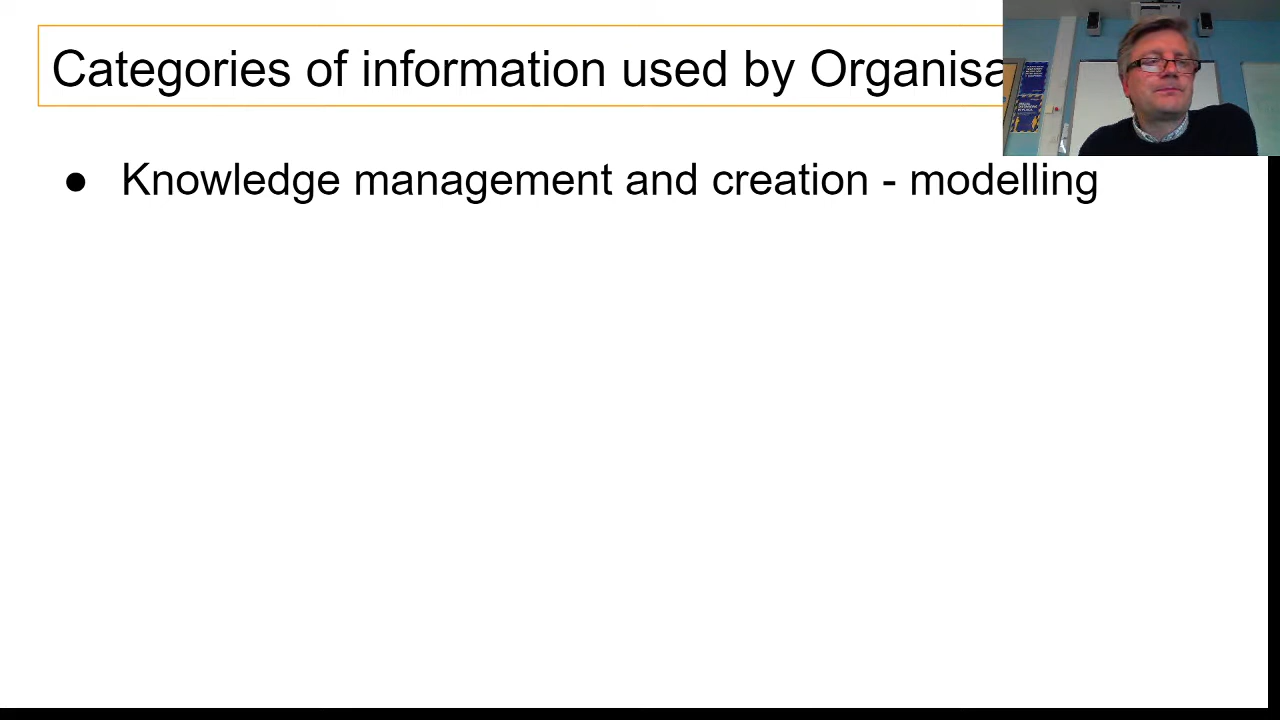 Categories of information used by Organisa
● Knowledge management and creation - modelling